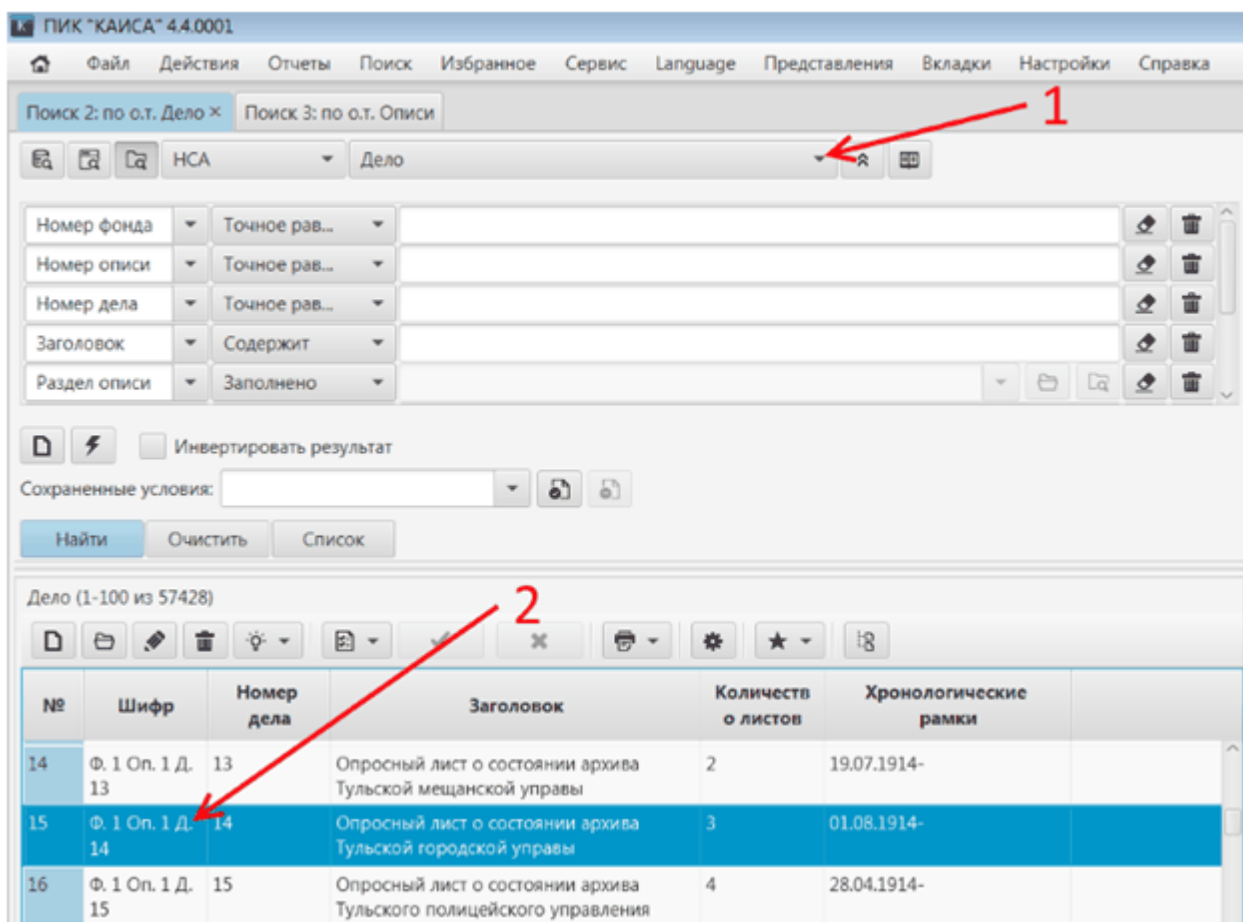 ПИК "КАИСА" 4.4.0001
Файл Действия Отчеты Поиск Избранное Сервис Language Представления Вкладки Настройки Справка
Поиск 2: по о.т. Дело × Поиск 3: по о.т. Описи
1
НСА Дело
Номер фонда Точное рав...
Номер описи Точное рав...
Номер дела Точное рав...
Заголовок Содержит
Раздел описи Заполнено
Инвертировать результат
Сохраненные условия:
Найти Очистить Список
Дело (1-100 из 57428)
2
№ Шифр Номер Заголовок Количеств Хронологические
дела о листов рамки
14 Ф. 1 Оп. 1 Д. 13 Опросный лист о состоянии архива 2 19.07.1914-
13 Тульской мещанской управы
15 Ф. 1 Оп. 1 Д. 14 Опросный лист о состоянии архива 3 01.08.1914-
14 Тульской городской управы
16 Ф. 1 Оп. 1 Д. 15 Опросный лист о состоянии архива 4 28.04.1914-
15 Тульского полицейского управления